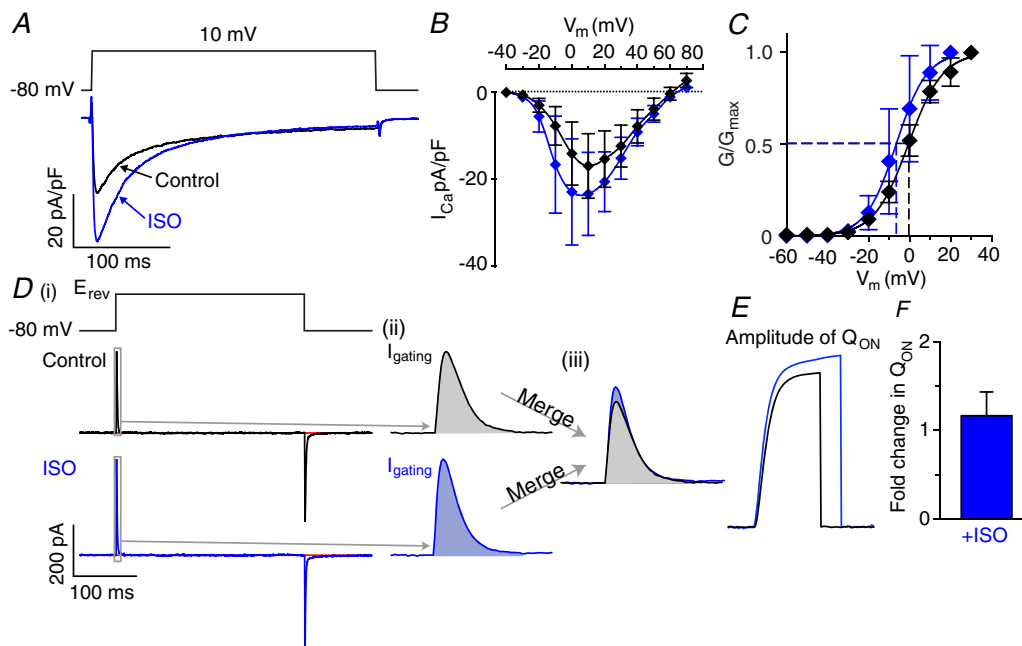 A
10 mV
-80 mV
Control
ISO
20 pA/pF
100 ms
B
Vm (mV)
-40 -20 0 20 40 60 80
0
-20
-40
ICa pA/pF
C
1.0
0.5
0
G/Gmax
-60 -40 -20 0 20 40
Vm (mV)
D (i)
Erev
-80 mV
Control
ISO
200 pA
100 ms
(ii)
Igating
Igating
Merge
Merge
(iii)
E
Amplitude of QON
F
2
1
0
Fold change in QON
+ISO